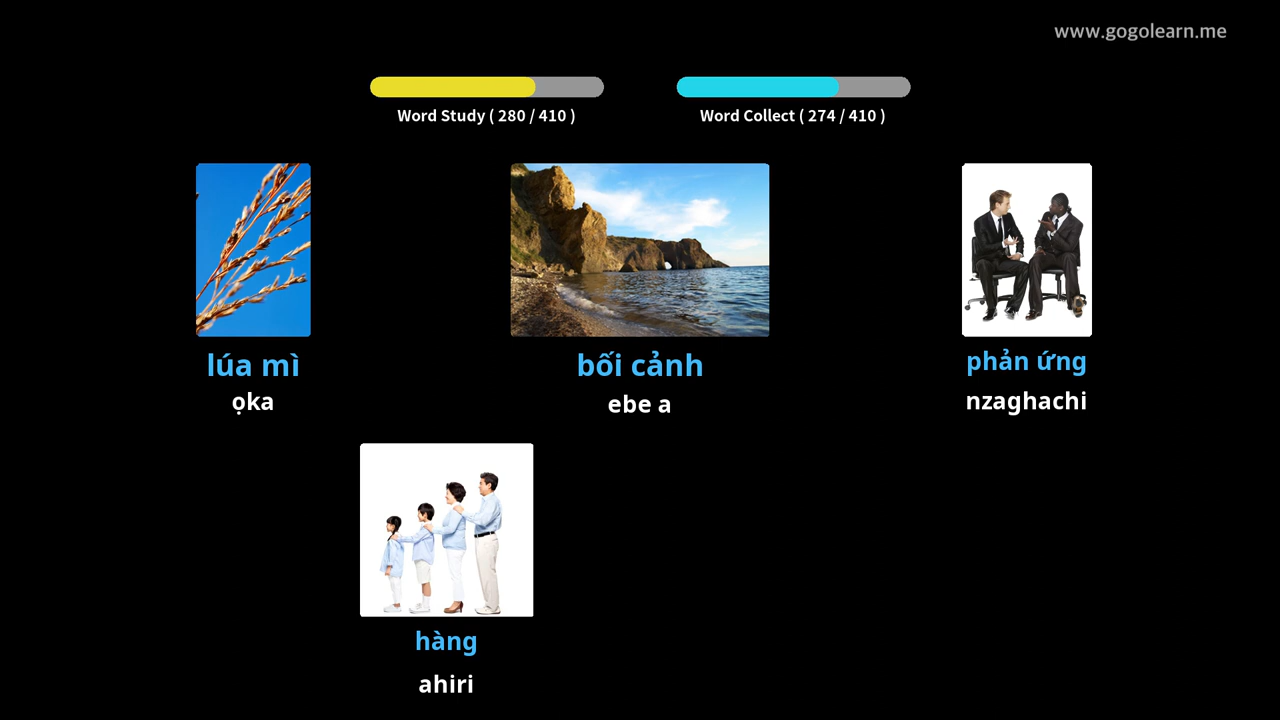 www.gogolearn.me
Word Study ( 280 / 410 )
Word Collect ( 274 / 410 )
lúa mì
ọka
bối cảnh
ebe a
phản ứng
nzaghachi
hàng
ahiri